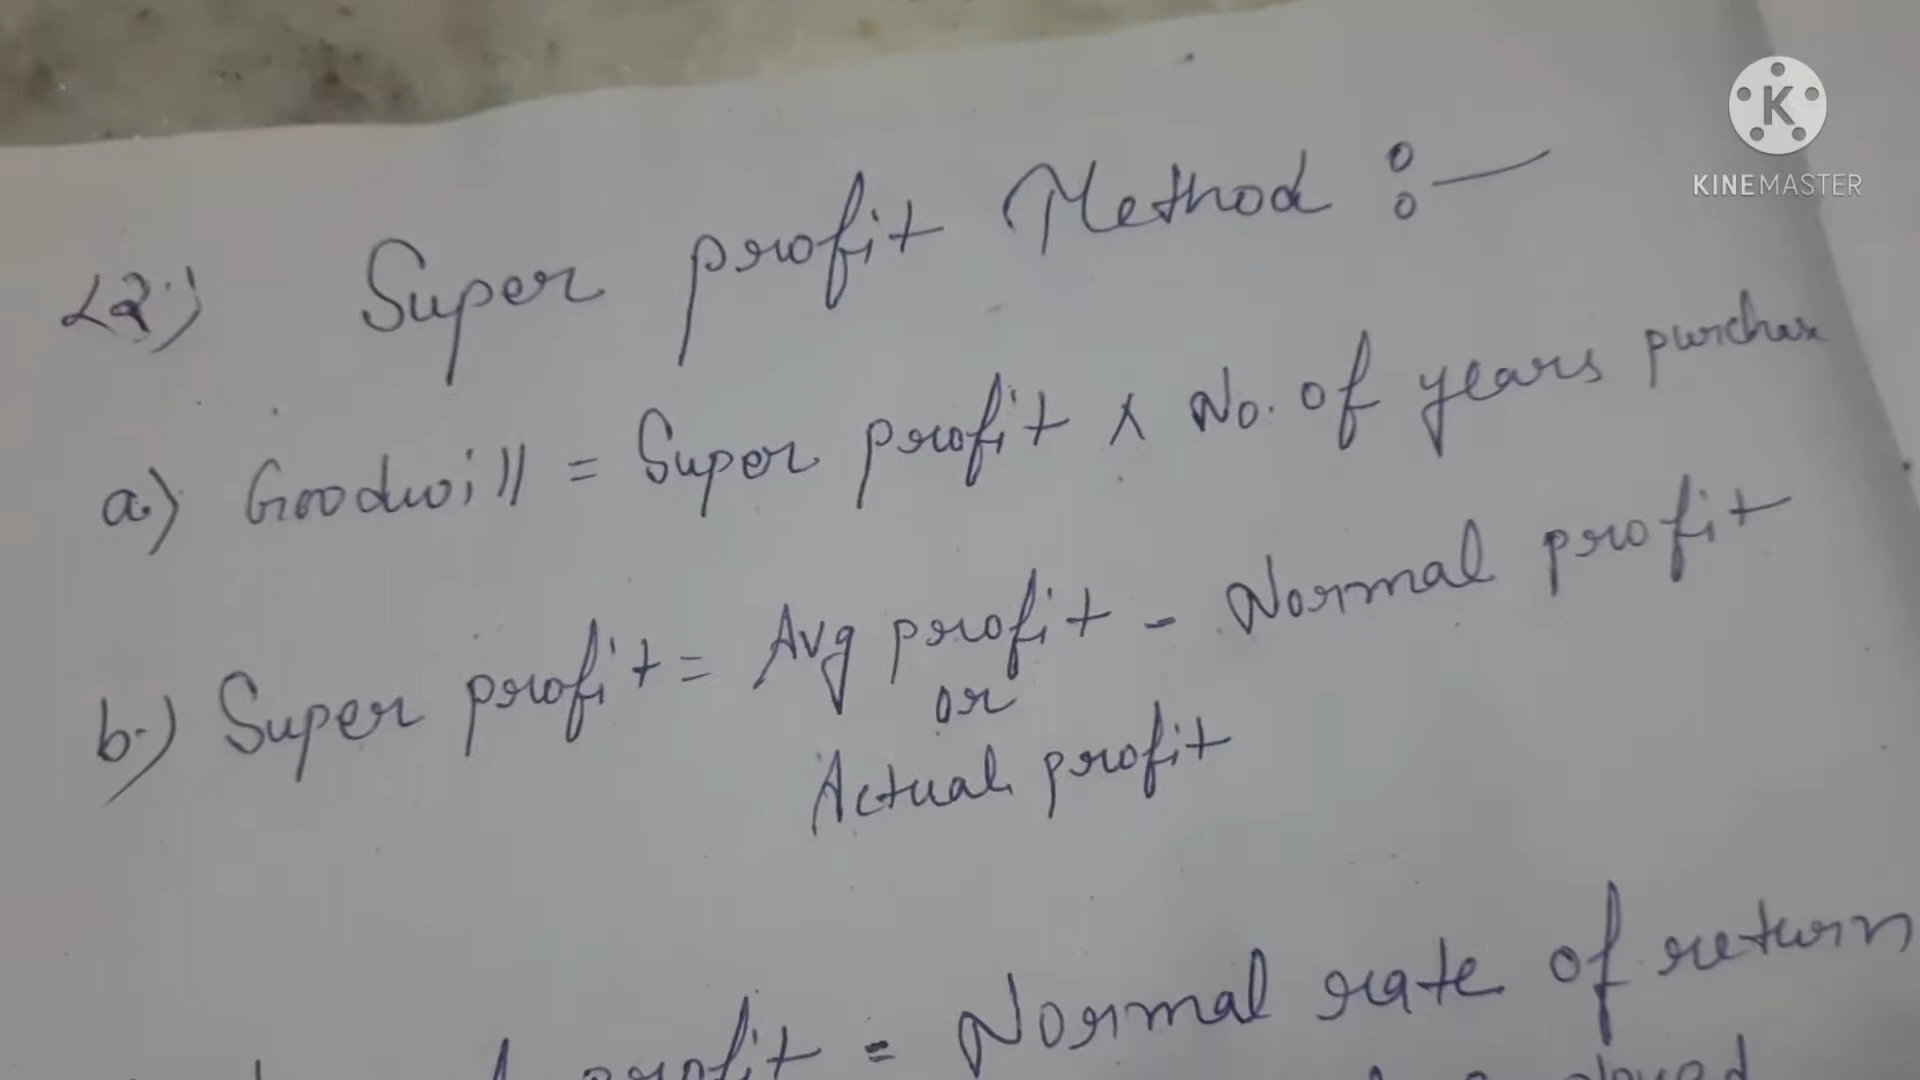 K
KINEMASTER
<2.> Super profit Method :-
a.) Goodwill = Super profit x No. of years purchase
b.) Super profit = Avg profit - Normal profit
or
Actual profit
profit = Normal rate of return